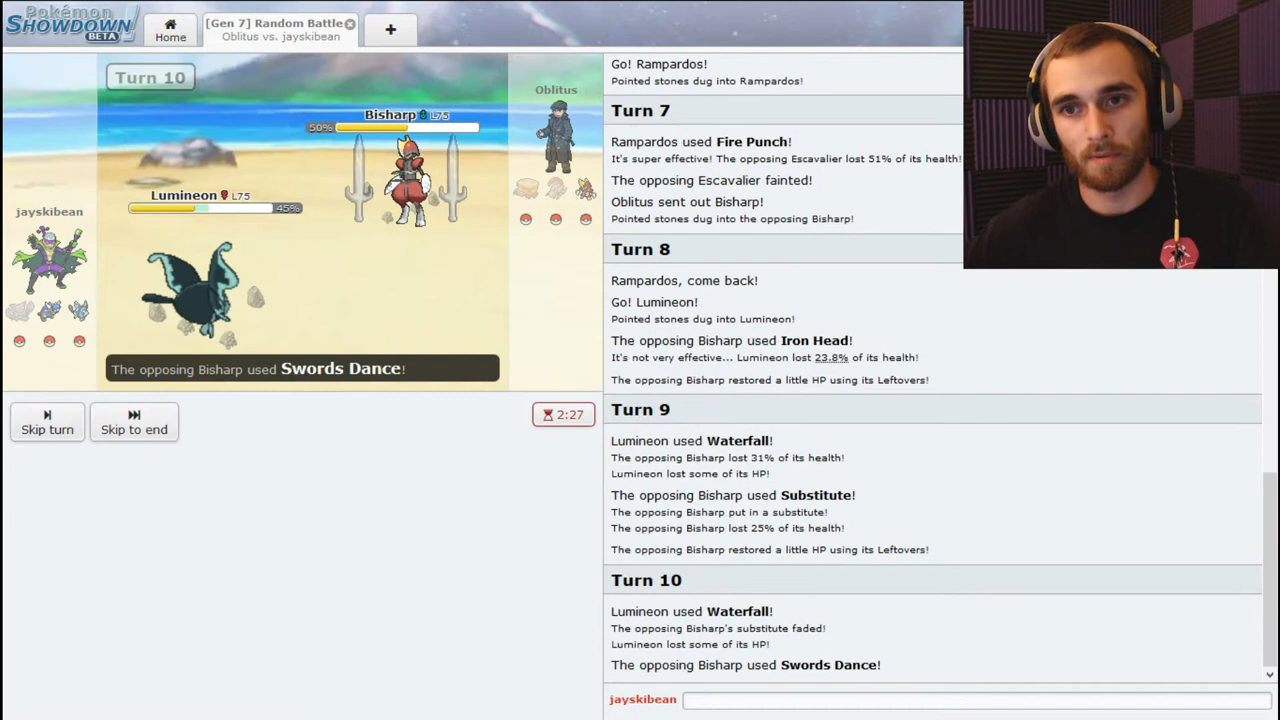 Pokémon
SHOWDOWN!
BETA
Home
[Gen 7] Random Battle
Oblitus vs. jayskibean
+
Turn 10
Bisharp L75
50%
Lumineon L75
45%
jayskibean
Oblitus
The opposing Bisharp used Swords Dance!
Skip turn
Skip to end
2:27
Go! Rampardos!
Pointed stones dug into Rampardos!
Turn 7
Rampardos used Fire Punch!
It's super effective! The opposing Escavalier lost 51% of its health!
The opposing Escavalier fainted!
Oblitus sent out Bisharp!
Pointed stones dug into the opposing Bisharp!
Turn 8
Rampardos, come back!
Go! Lumineon!
Pointed stones dug into Lumineon!
The opposing Bisharp used Iron Head!
It's not very effective... Lumineon lost 23.8% of its health!
The opposing Bisharp restored a little HP using its Leftovers!
Turn 9
Lumineon used Waterfall!
The opposing Bisharp lost 31% of its health!
Lumineon lost some of its HP!
The opposing Bisharp used Substitute!
The opposing Bisharp put in a substitute!
The opposing Bisharp lost 25% of its health!
The opposing Bisharp restored a little HP using its Leftovers!
Turn 10
Lumineon used Waterfall!
The opposing Bisharp's substitute faded!
Lumineon lost some of its HP!
The opposing Bisharp used Swords Dance!
jayskibean